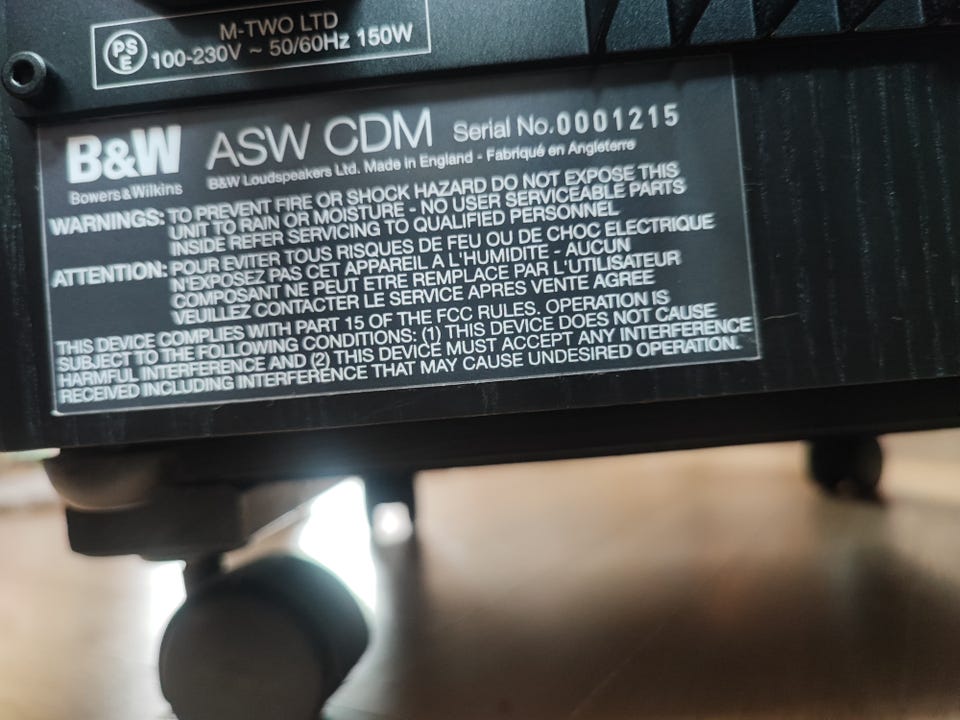 M-TWO LTD
PS E 100-230V ~ 50/60Hz 150W
B&W ASW CDM Serial No.0001215
Bowers & Wilkins B&W Loudspeakers Ltd. Made in England - Fabriqué en Angleterre
WARNINGS: TO PREVENT FIRE OR SHOCK HAZARD DO NOT EXPOSE THIS
UNIT TO RAIN OR MOISTURE - NO USER SERVICEABLE PARTS
INSIDE REFER SERVICING TO QUALIFIED PERSONNEL
ATTENTION: POUR EVITER TOUS RISQUES DE FEU OU DE CHOC ELECTRIQUE
N'EXPOSEZ PAS CET APPAREIL A L'HUMIDITE - AUCUN
COMPOSANT NE PEUT ETRE REMPLACE PAR L'UTILISATEUR
VEUILLEZ CONTACTER LE SERVICE APRES VENTE AGREE
THIS DEVICE COMPLIES WITH PART 15 OF THE FCC RULES. OPERATION IS
SUBJECT TO THE FOLLOWING CONDITIONS: (1) THIS DEVICE DOES NOT CAUSE
HARMFUL INTERFERENCE AND (2) THIS DEVICE MUST ACCEPT ANY INTERFERENCE
RECEIVED INCLUDING INTERFERENCE THAT MAY CAUSE UNDESIRED OPERATION.